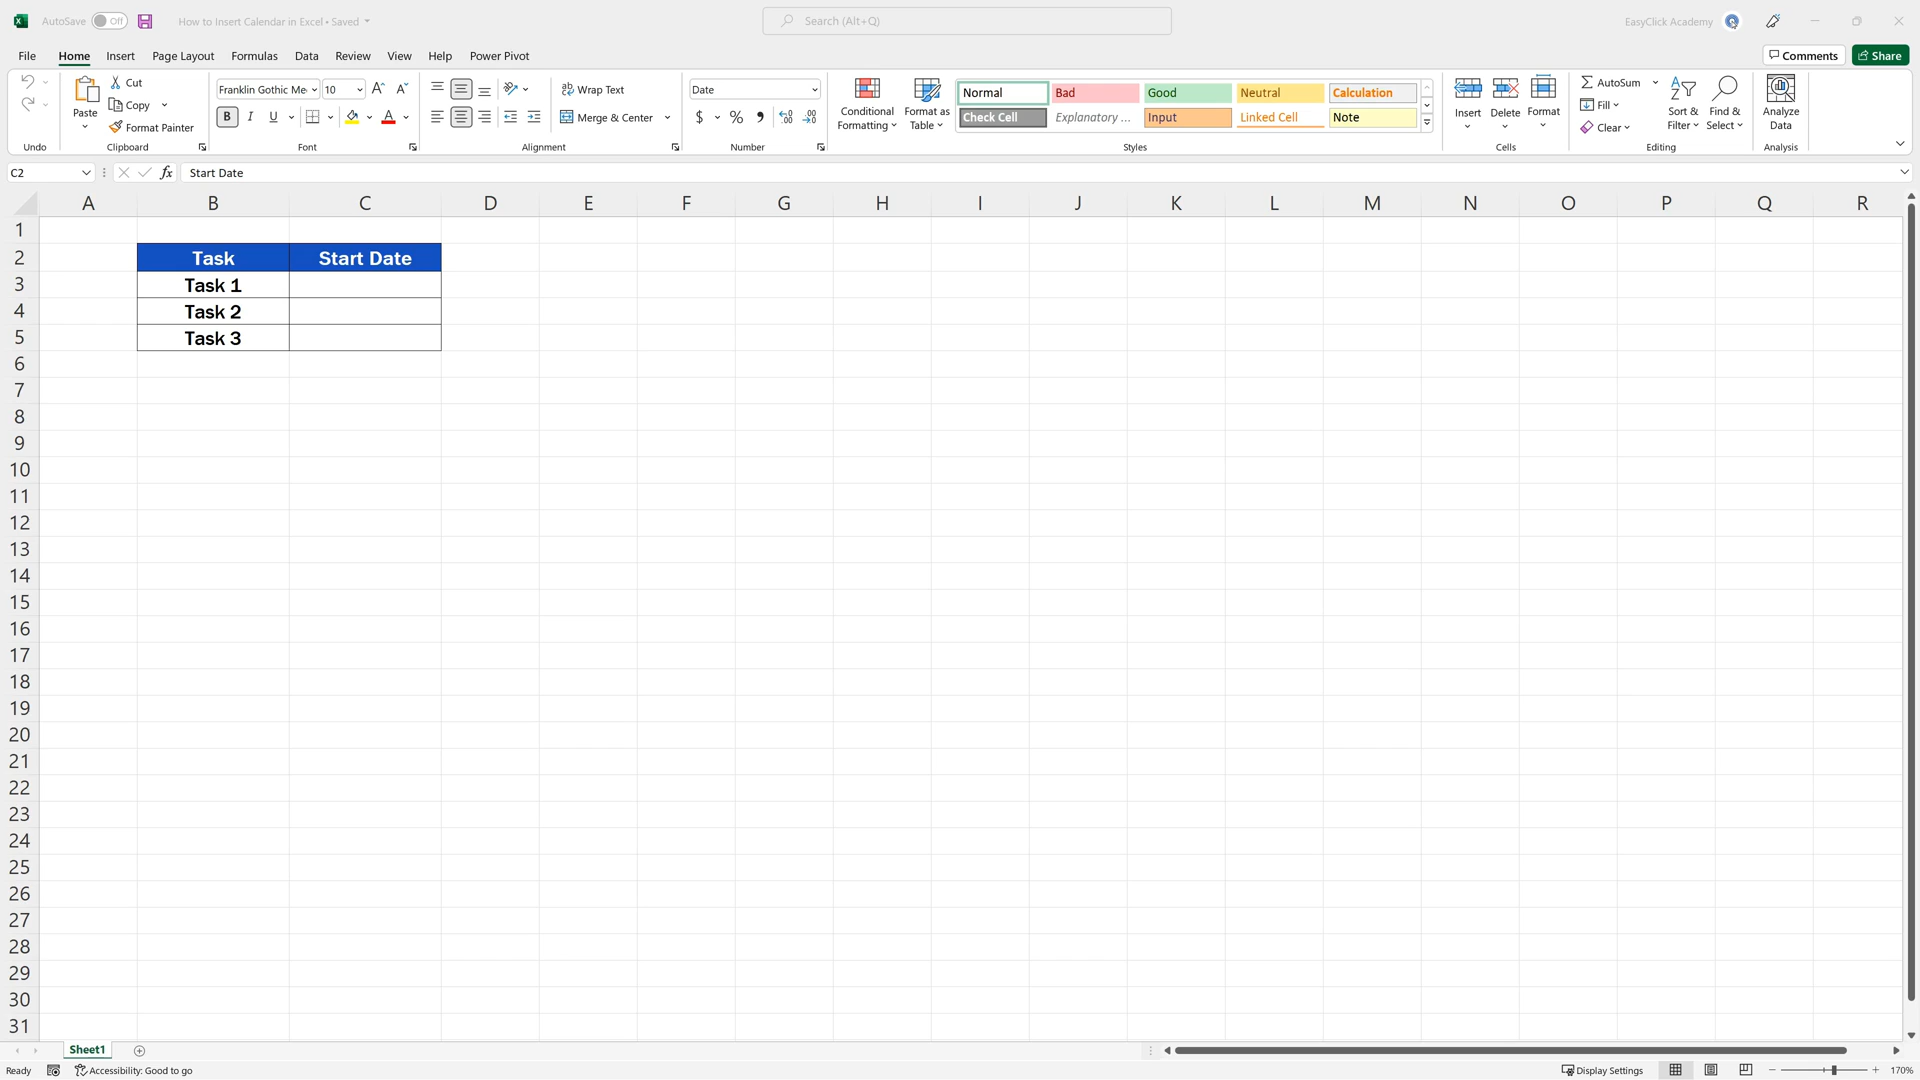 AutoSave Off How to Insert Calendar in Excel • Saved Search (Alt+Q) EasyClick Academy
File Home Insert Page Layout Formulas Data Review View Help Power Pivot Comments Share
Undo
Paste
Cut
Copy
Format Painter
Clipboard
Franklin Gothic Me 10
B I U
Font
Wrap Text
Merge & Center
Alignment
Date
$ % ,
Number
Conditional
Formatting
Format as
Table
Normal Bad Good Neutral Calculation
Check Cell Explanatory ... Input Linked Cell Note
Styles
Insert Delete Format
Cells
AutoSum
Fill
Clear
Sort &
Filter
Find &
Select
Editing
Analyze
Data
Analysis
C2 fx Start Date
A B C D E F G H I J K L M N O P Q R
1
2 Task Start Date
3 Task 1
4 Task 2
5 Task 3
6
7
8
9
10
11
12
13
14
15
16
17
18
19
20
21
22
23
24
25
26
27
28
29
30
31
Sheet1
Ready Accessibility: Good to go Display Settings 170%